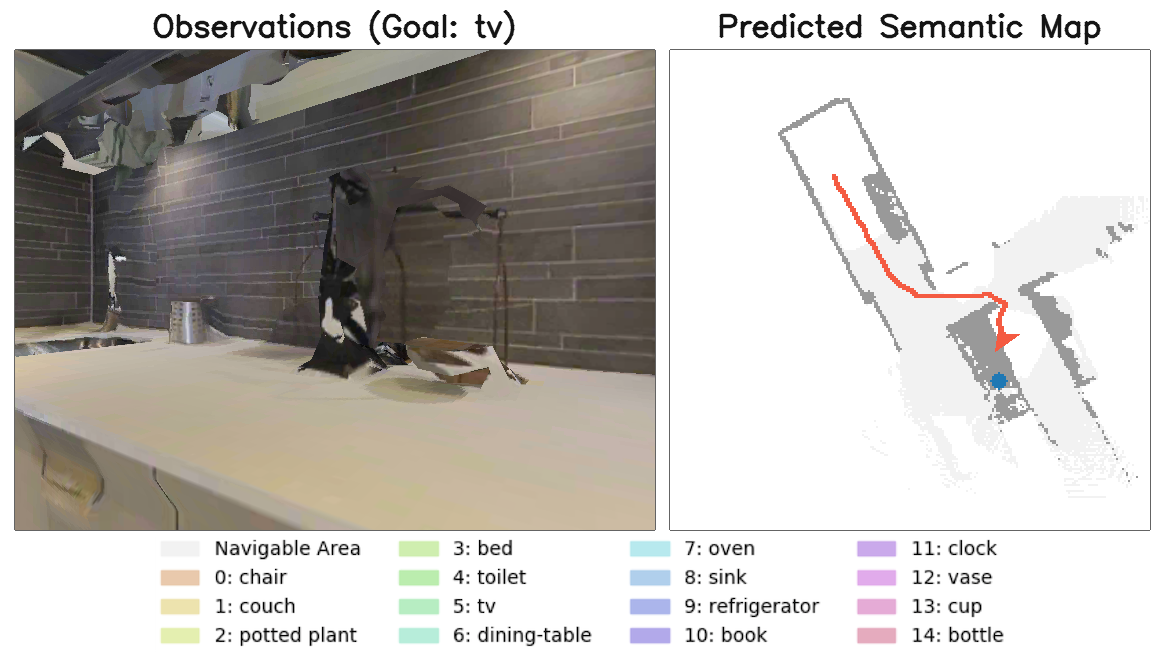 Observations (Goal: tv)
Predicted Semantic Map
Navigable Area
0: chair
1: couch
2: potted plant
3: bed
4: toilet
5: tv
6: dining-table
7: oven
8: sink
9: refrigerator
10: book
11: clock
12: vase
13: cup
14: bottle